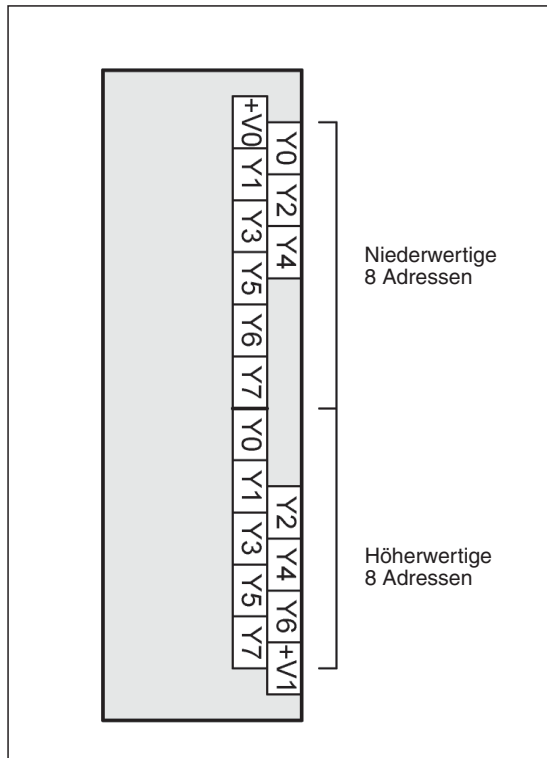 +V0
Y1
Y3
Y5
Y6
Y7
Y0
Y1
Y3
Y5
Y7
Y0
Y2
Y4
Y2
Y4
Y6
+V1
Niederwertige
8 Adressen
Höherwertige
8 Adressen